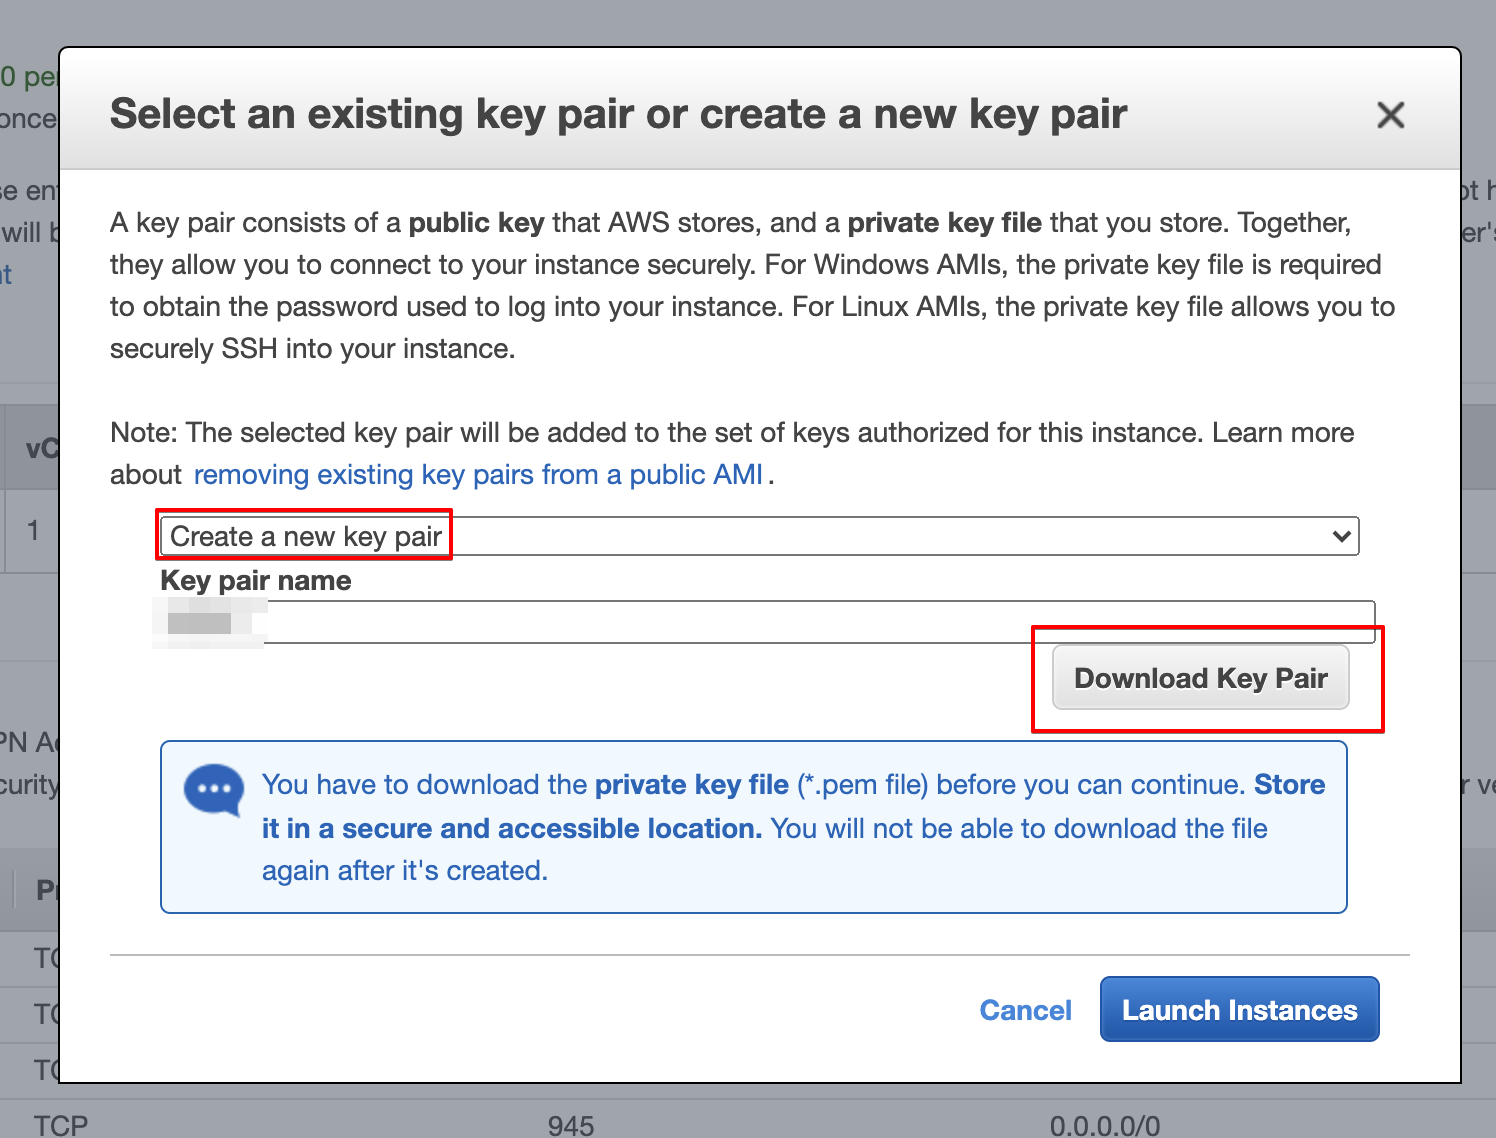 0 per
once
Select an existing key pair or create a new key pair
se ent
will b
t
A key pair consists of a public key that AWS stores, and a private key file that you store. Together,
they allow you to connect to your instance securely. For Windows AMIs, the private key file is required
to obtain the password used to log into your instance. For Linux AMIs, the private key file allows you to
securely SSH into your instance.
ot h
er's
Note: The selected key pair will be added to the set of keys authorized for this instance. Learn more
about removing existing key pairs from a public AMI.
vC
1
Create a new key pair
Key pair name
Download Key Pair
PN Ac
curity
r ve
You have to download the private key file (*.pem file) before you can continue. Store
it in a secure and accessible location. You will not be able to download the file
again after it's created.
Pr
TC
TC
TC
Cancel Launch Instances
TCP 945 0.0.0.0/0